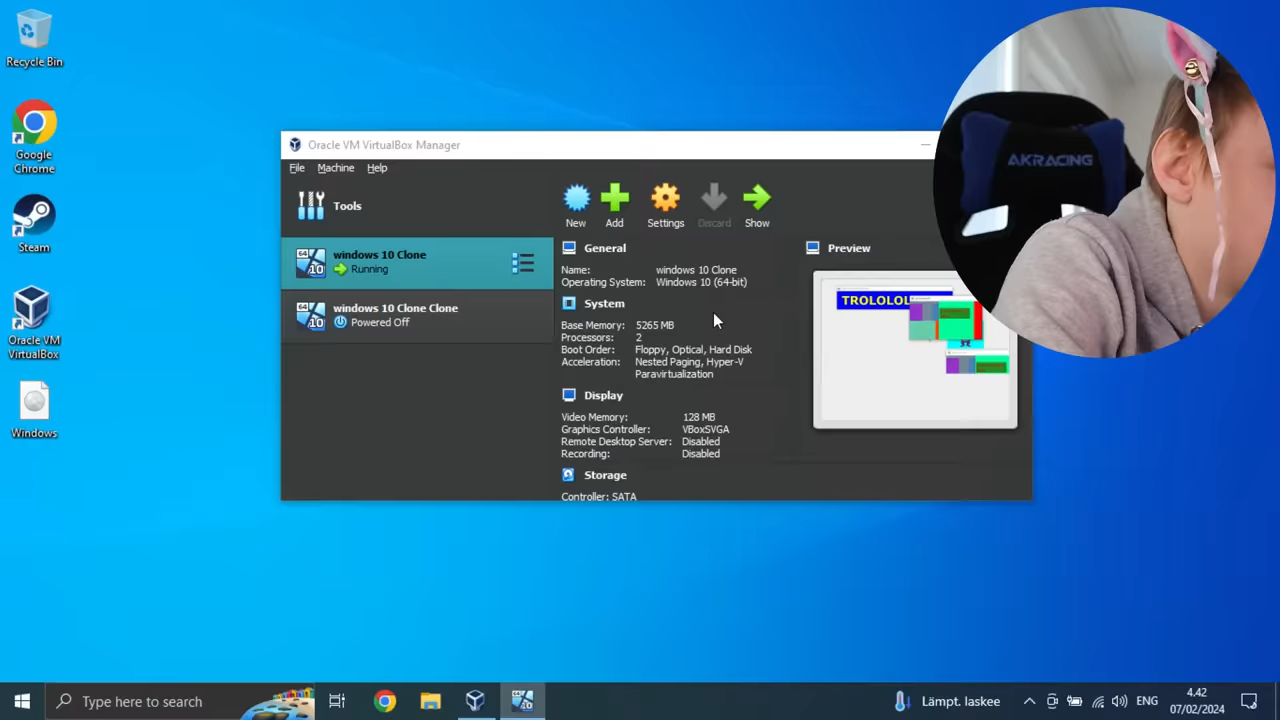 Recycle Bin
Google
Chrome
Steam
Oracle VM
VirtualBox
Windows
Oracle VM VirtualBox Manager
File Machine Help
Tools
New Add Settings Discard Show
windows 10 Clone
Running
windows 10 Clone Clone
Powered Off
General
Name: windows 10 Clone
Operating System: Windows 10 (64-bit)
System
Base Memory: 5265 MB
Processors: 2
Boot Order: Floppy, Optical, Hard Disk
Acceleration: Nested Paging, Hyper-V
Paravirtualization
Display
Video Memory: 128 MB
Graphics Controller: VBoxSVGA
Remote Desktop Server: Disabled
Recording: Disabled
Storage
Controller: SATA
Preview
TROLOLOL
AKRACING
Type here to search
Lämpt. laskee
ENG
4.42
07/02/2024